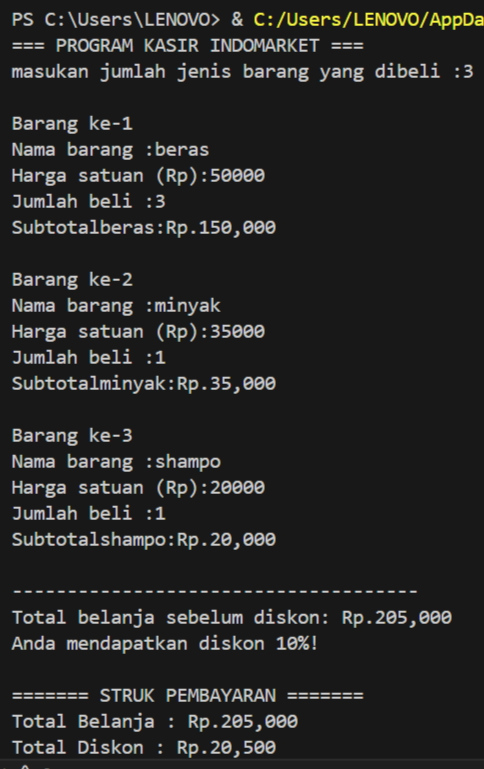 PS C:\Users\LENOVO> & C:/Users/LENOVO/AppDa
=== PROGRAM KASIR INDOMARKET ===
masukan jumlah jenis barang yang dibeli :3
Barang ke-1
Nama barang :beras
Harga satuan (Rp):50000
Jumlah beli :3
Subtotalberas:Rp.150,000
Barang ke-2
Nama barang :minyak
Harga satuan (Rp):35000
Jumlah beli :1
Subtotalminyak:Rp.35,000
Barang ke-3
Nama barang :shampo
Harga satuan (Rp):20000
Jumlah beli :1
Subtotalshampo:Rp.20,000
-------------------------------------
Total belanja sebelum diskon: Rp.205,000
Anda mendapatkan diskon 10%!
======= STRUK PEMBAYARAN =======
Total Belanja : Rp.205,000
Total Diskon : Rp.20,500